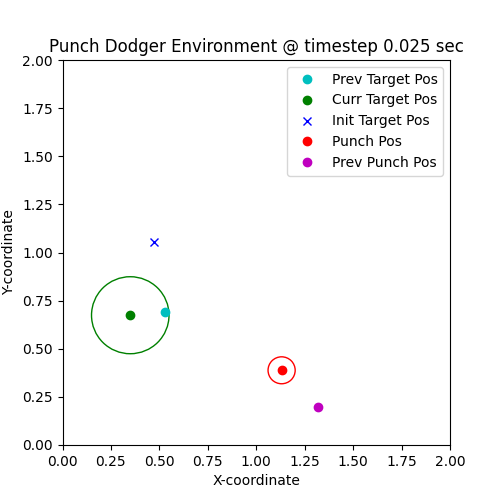 Punch Dodger Environment @ timestep 0.025 sec
2.00
1.75
1.50
1.25
1.00
0.75
0.50
0.25
0.00
Y-coordinate
Prev Target Pos
Curr Target Pos
Init Target Pos
Punch Pos
Prev Punch Pos
0.00 0.25 0.50 0.75 1.00 1.25 1.50 1.75 2.00
X-coordinate